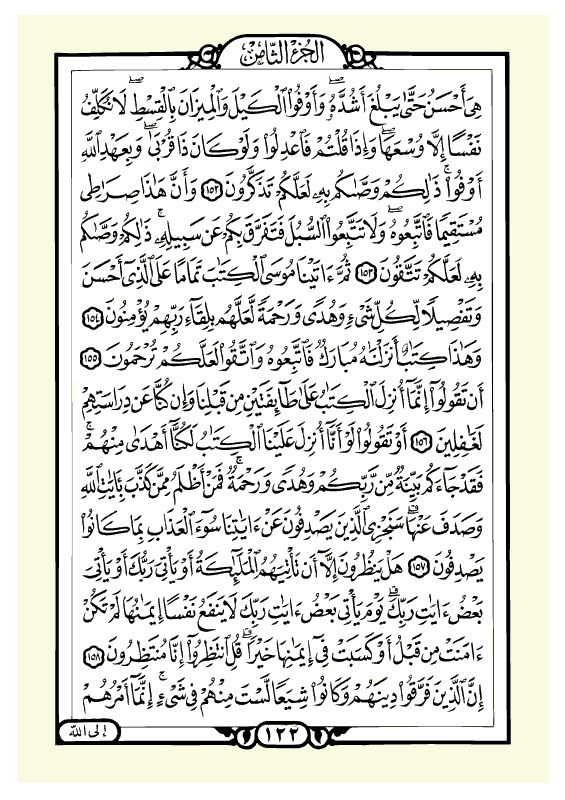 الجزء الثامن
هِىَ أَحْسَنُ حَتَّىٰ يَبْلُغَ أَشُدَّهُۥ وَأَوْفُوا۟ ٱلْكَيْلَ وَٱلْمِيزَانَ بِٱلْقِسْطِ لَا نُكَلِّفُ
نَفْسًا إِلَّا وُسْعَهَا وَإِذَا قُلْتُمْ فَٱعْدِلُوا۟ وَلَوْ كَانَ ذَا قُرْبَىٰ وَبِعَهْدِ ٱللَّهِ
أَوْفُوا۟ ذَٰلِكُمْ وَصَّىٰكُم بِهِۦ لَعَلَّكُمْ تَذَكَّرُونَ ١٥٢ وَأَنَّ هَٰذَا صِرَٰطِى
مُسْتَقِيمًا فَٱتَّبِعُوهُ وَلَا تَتَّبِعُوا۟ ٱلسُّبُلَ فَتَفَرَّقَ بِكُمْ عَن سَبِيلِهِۦ ذَٰلِكُمْ وَصَّىٰكُم
بِهِۦ لَعَلَّكُمْ تَتَّقُونَ ١٥٣ ثُمَّ ءَاتَيْنَا مُوسَى ٱلْكِتَٰبَ تَمَامًا عَلَى ٱلَّذِىٓ أَحْسَنَ
وَتَفْصِيلًا لِّكُلِّ شَىْءٍ وَهُدًى وَرَحْمَةً لَّعَلَّهُم بِلِقَآءِ رَبِّهِمْ يُؤْمِنُونَ ١٥٤
وَهَٰذَا كِتَٰبٌ أَنزَلْنَٰهُ مُبَارَكٌ فَٱتَّبِعُوهُ وَٱتَّقُوا۟ لَعَلَّكُمْ تُرْحَمُونَ ١٥٥
أَن تَقُولُوٓا۟ إِنَّمَآ أُنزِلَ ٱلْكِتَٰبُ عَلَىٰ طَآئِفَتَيْنِ مِن قَبْلِنَا وَإِن كُنَّا عَن دِرَاسَتِهِمْ
لَغَٰفِلِينَ ١٥٦ أَوْ تَقُولُوا۟ لَوْ أَنَّآ أُنزِلَ عَلَيْنَا ٱلْكِتَٰبُ لَكُنَّآ أَهْدَىٰ مِنْهُمْ
فَقَدْ جَآءَكُم بَيِّنَةٌ مِّن رَّبِّكُمْ وَهُدًى وَرَحْمَةٌ فَمَنْ أَظْلَمُ مِمَّن كَذَّبَ بِـَٔايَٰتِ ٱللَّهِ
وَصَدَفَ عَنْهَا سَنَجْزِى ٱلَّذِينَ يَصْدِفُونَ عَنْ ءَايَٰتِنَا سُوٓءَ ٱلْعَذَابِ بِمَا كَانُوا۟
يَصْدِفُونَ ١٥٧ هَلْ يَنظُرُونَ إِلَّآ أَن تَأْتِيَهُمُ ٱلْمَلَٰٓئِكَةُ أَوْ يَأْتِىَ رَبُّكَ أَوْ يَأْتِىَ
بَعْضُ ءَايَٰتِ رَبِّكَ يَوْمَ يَأْتِى بَعْضُ ءَايَٰتِ رَبِّكَ لَا يَنفَعُ نَفْسًا إِيمَٰنُهَا لَمْ تَكُنْ
ءَامَنَتْ مِن قَبْلُ أَوْ كَسَبَتْ فِىٓ إِيمَٰنِهَا خَيْرًا قُلِ ٱنتَظِرُوٓا۟ إِنَّا مُنتَظِرُونَ ١٥٨
إِنَّ ٱلَّذِينَ فَرَّقُوا۟ دِينَهُمْ وَكَانُوا۟ شِيَعًا لَّسْتَ مِنْهُمْ فِى شَىْءٍ إِنَّمَآ أَمْرُهُمْ
إلى الله
١٢٢